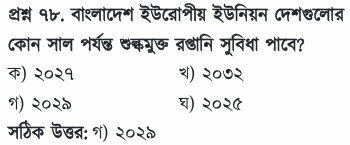 প্রশ্ন ৭৮. বাংলাদেশ ইউরোপীয় ইউনিয়ন দেশগুলোর
কোন সাল পর্যন্ত শুল্কমুক্ত রপ্তানি সুবিধা পাবে?
ক) ২০২৭ খ) ২০৩২
গ) ২০২৯ ঘ) ২০২৫
সঠিক উত্তর: গ) ২০২৯